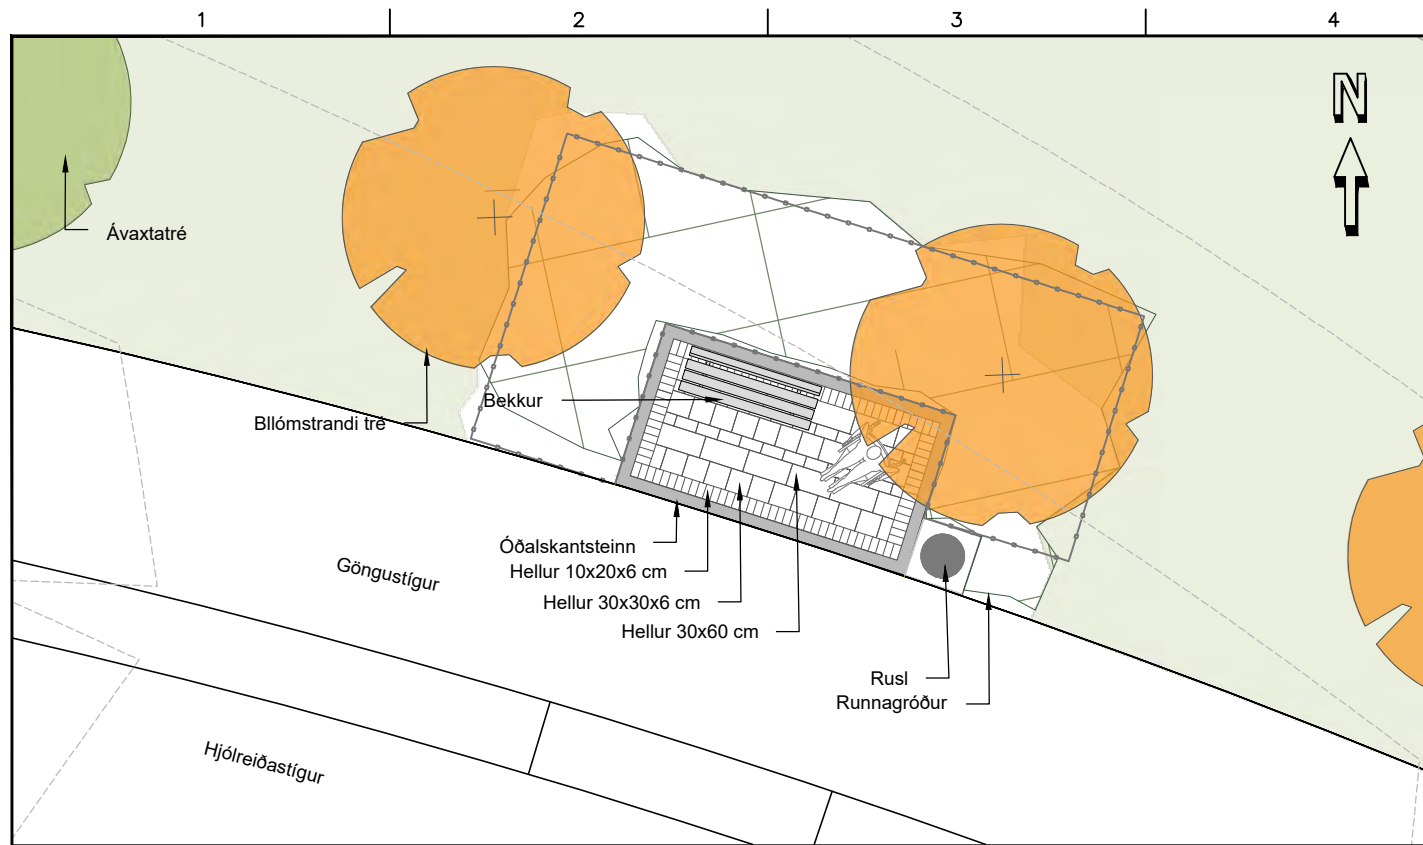 1 2 3 4
N
Ávaxtatré
Bekkur
Bllómstrandi tré
Óðalskantsteinn
Hellur 10x20x6 cm
Göngustígur
Hellur 30x30x6 cm
Hellur 30x60 cm
Rusl
Runnagróður
Hjólreiðastígur